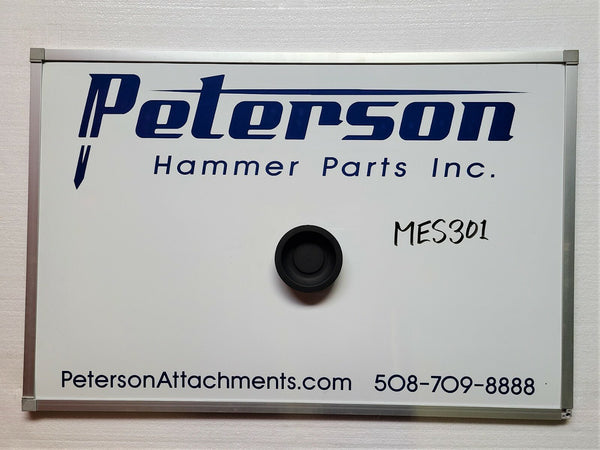 Peterson
Hammer Parts Inc.
MES301
PetersonAttachments.com 508-709-8888